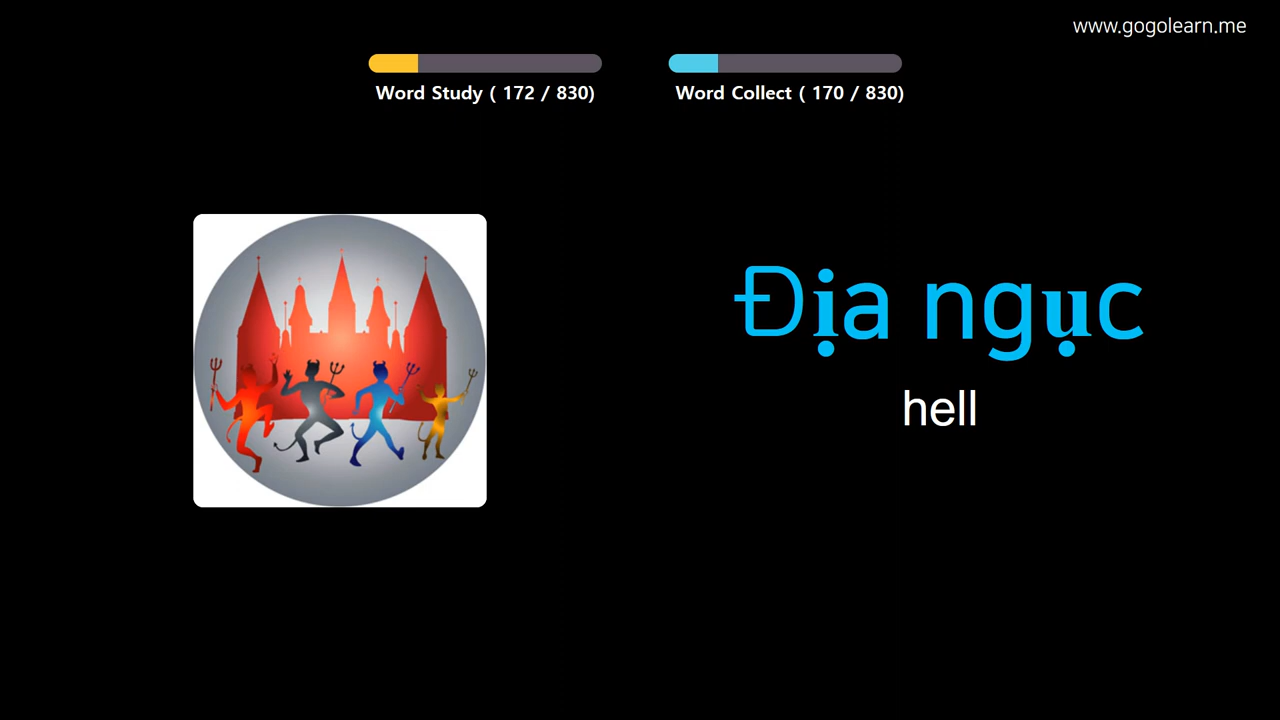 www.gogolearn.me
Word Study ( 172 / 830)
Word Collect ( 170 / 830)
Địa ngục
hell